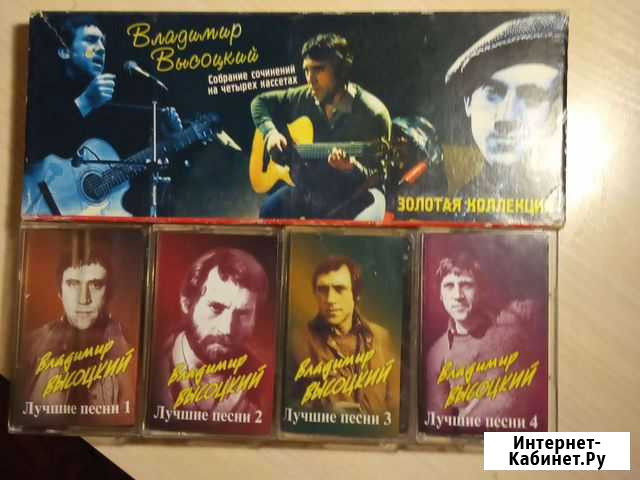 Владимир
Высоцкий
Собрание сочинений
на четырех кассетах
ЗОЛОТАЯ КОЛЛЕКЦИЯ
Владимир
ВЫСОЦКИЙ
Лучшие песни 1
Владимир
ВЫСОЦКИЙ
Лучшие песни 2
Владимир
ВЫСОЦКИЙ
Лучшие песни 3
Владимир
ВЫСОЦКИЙ
Лучшие песни 4
Интернет-
Кабинет.Ру